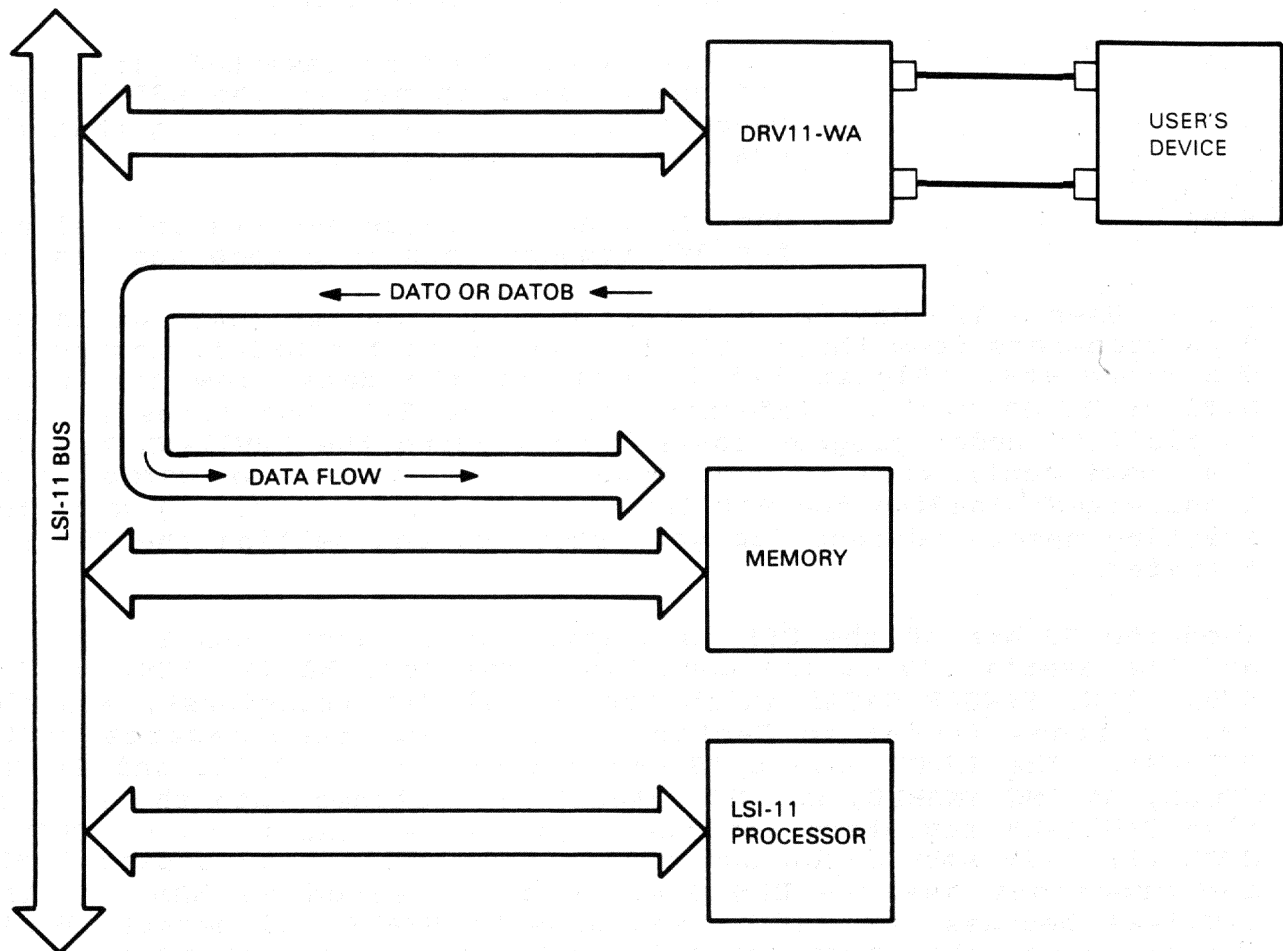 DRV11-WA
USER'S
DEVICE
DATO OR DATOB
LSI-11 BUS
DATA FLOW
MEMORY
LSI-11
PROCESSOR